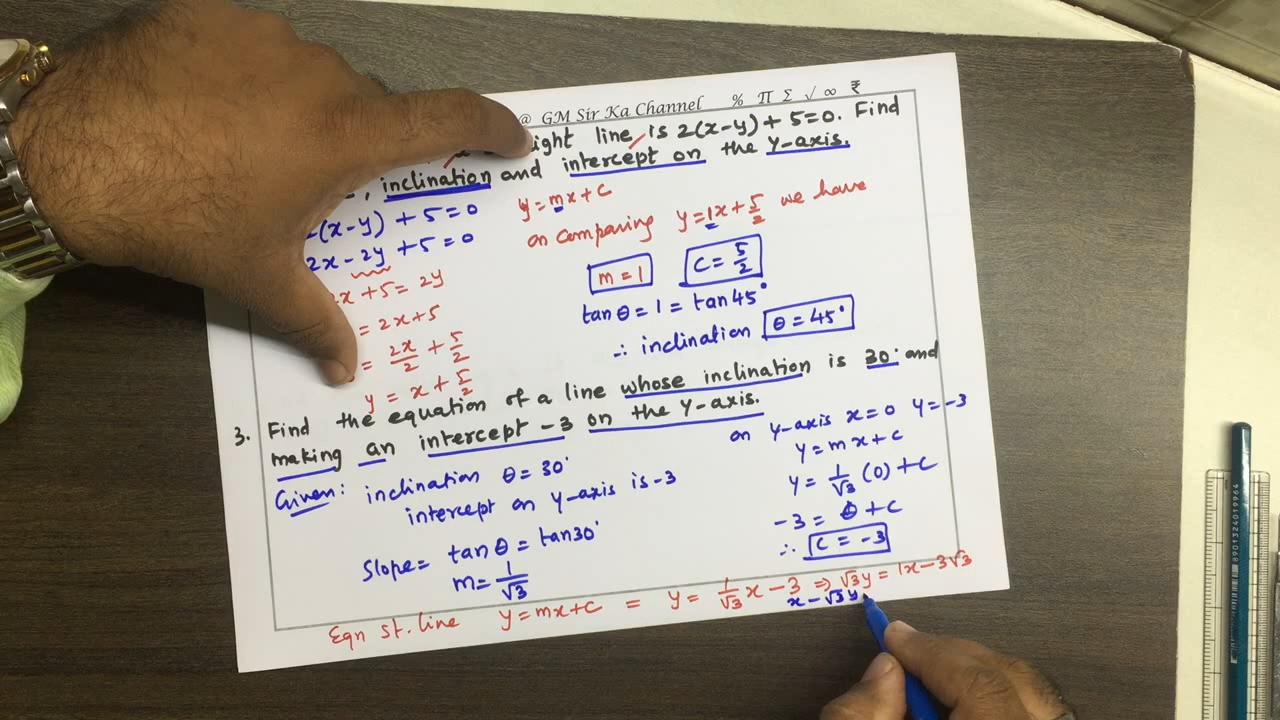 @ GM Sir Ka Channel % Π Σ √ ∞ ₹
ight line is 2(x-y) + 5 = 0. Find
, inclination and intercept on the Y-axis.
(x-y) + 5 = 0
2x - 2y + 5 = 0
x + 5 = 2y
= 2x + 5
= 2x/2 + 5/2
y = x + 5/2
y = mx + c
on comparing y = 1x + 5/2 we have
m = 1 C = 5/2
tan θ = 1 = tan 45°
∴ inclination θ = 45°
3. Find the equation of a line whose inclination is 30° and
making an intercept -3 on the Y-axis.
Given: inclination θ = 30°
intercept on y-axis is -3
Slope = tan θ = tan 30°
m = 1/√3
on y-axis x = 0 y = -3
y = mx + c
y = 1/√3 (0) + c
-3 = 0 + c
∴ C = -3
Eqn st. line y = mx + c = y = 1/√3 x - 3 ⇒ √3y = 1x - 3√3
x - √3y
8901324019964